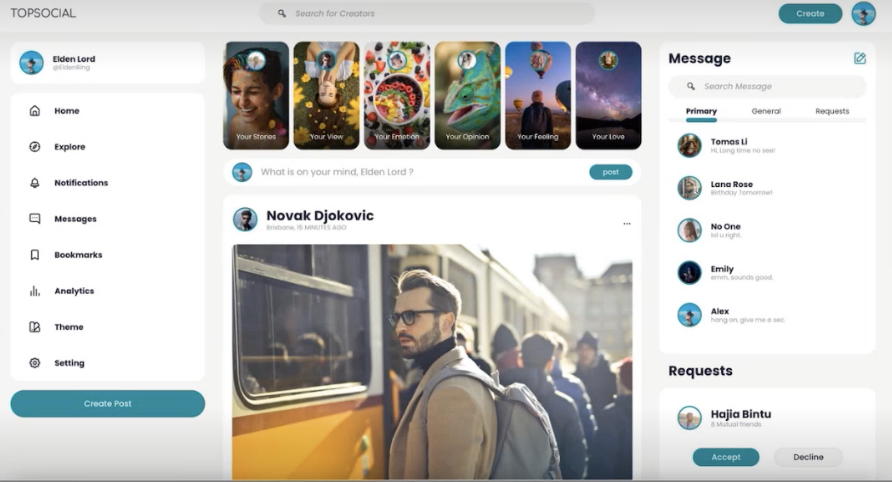 TOPSOCIAL
Search for Creators
Create
Elden Lord
@EldenRing
Home
Explore
Notifications
Messages
Bookmarks
Analytics
Theme
Setting
Create Post
Your Stories
Your View
Your Emotion
Your Opinion
Your Feeling
Your Love
What is on your mind, Elden Lord ?
post
Novak Djokovic
Brisbane, 15 MINUTES AGO
...
Message
Search Message
Primary General Requests
Tomas Li
Hi, Long time no see!
Lana Rose
Birthday Tomorrow!
No One
lol u right.
Emily
emm, sounds good.
Alex
hang on, give me a sec.
Requests
Hajia Bintu
8 Mutual friends
Accept Decline